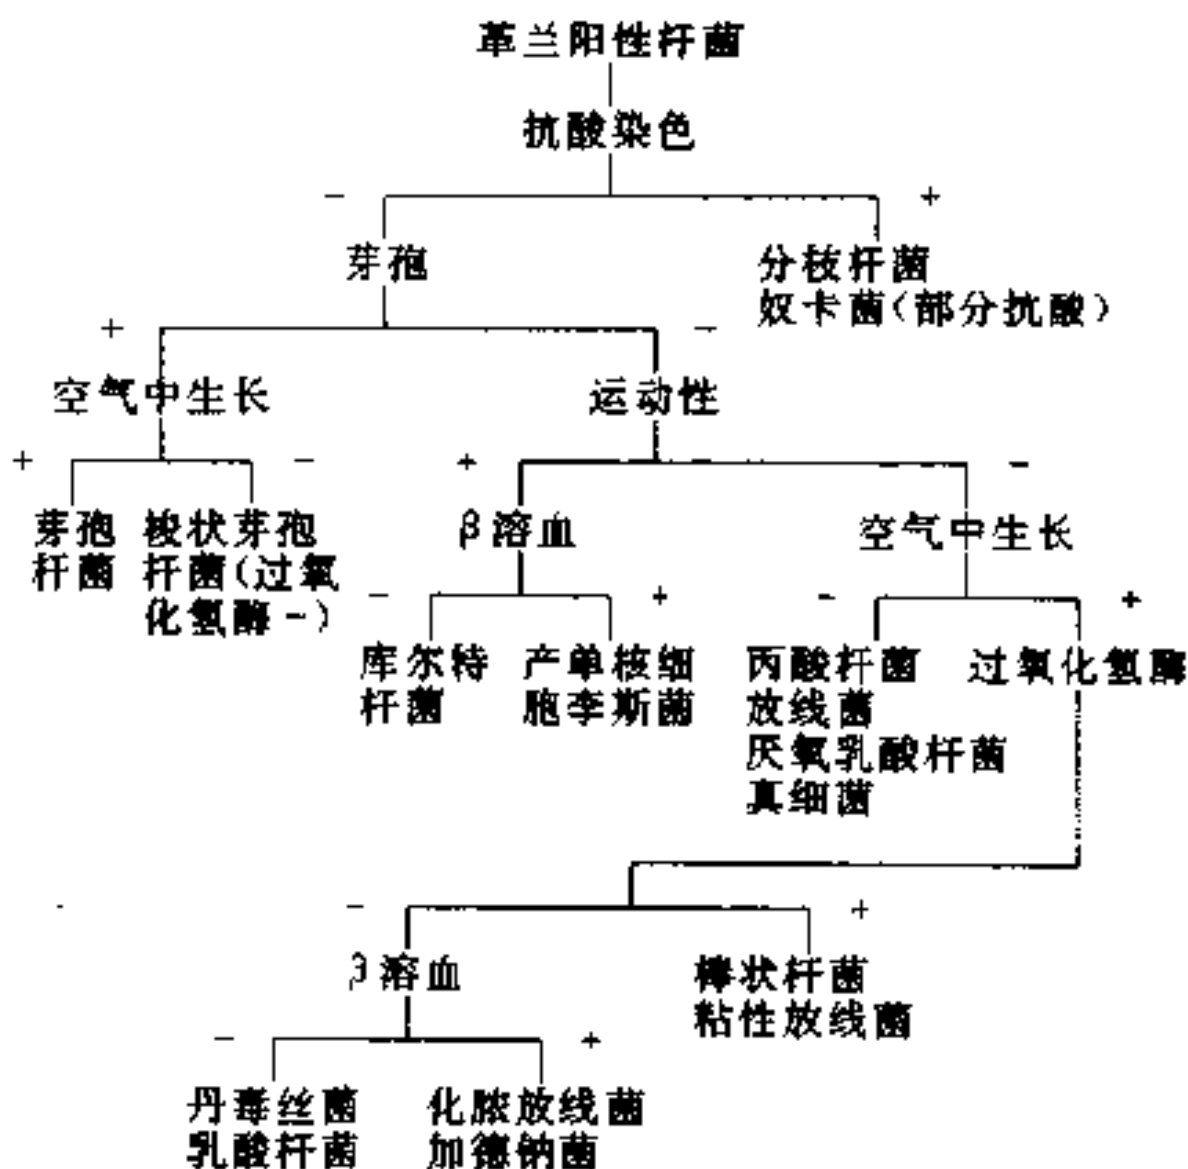 革兰阳性杆菌
抗酸染色
− +
芽孢
分枝杆菌
奴卡菌(部分抗酸)
+ −
空气中生长
运动性
+ − + −
芽孢
杆菌
梭状芽孢
杆菌(过氧
化氢酶-)
β溶血
空气中生长
− + − +
库尔特
杆菌
产单核细
胞李斯菌
丙酸杆菌
放线菌
厌氧乳酸杆菌
真细菌
过氧化氢酶
− +
β溶血
棒状杆菌
粘性放线菌
− +
丹毒丝菌
乳酸杆菌
化脓放线菌
加德钠菌